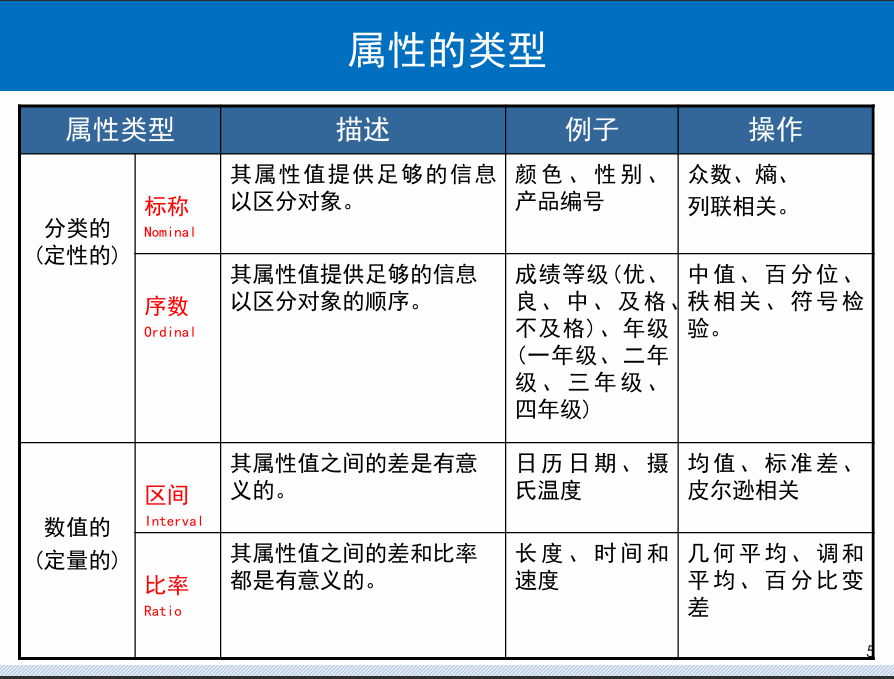 属性的类型
属性类型
描述
例子
操作
分类的
(定性的)
标称
Nominal
其属性值提供足够的信息
以区分对象。
颜色、性别、
产品编号
众数、熵、
列联相关。
序数
Ordinal
其属性值提供足够的信息
以区分对象的顺序。
成绩等级(优、
良、中、及格、
不及格)、年级
(一年级、二年
级、三年级、
四年级)
中值、百分位、
秩相关、符号检
验。
数值的
(定量的)
区间
Interval
其属性值之间的差是有意
义的。
日历日期、摄
氏温度
均值、标准差、
皮尔逊相关
比率
Ratio
其属性值之间的差和比率
都是有意义的。
长度、时间和
速度
几何平均、调和
平均、百分比变
差
5